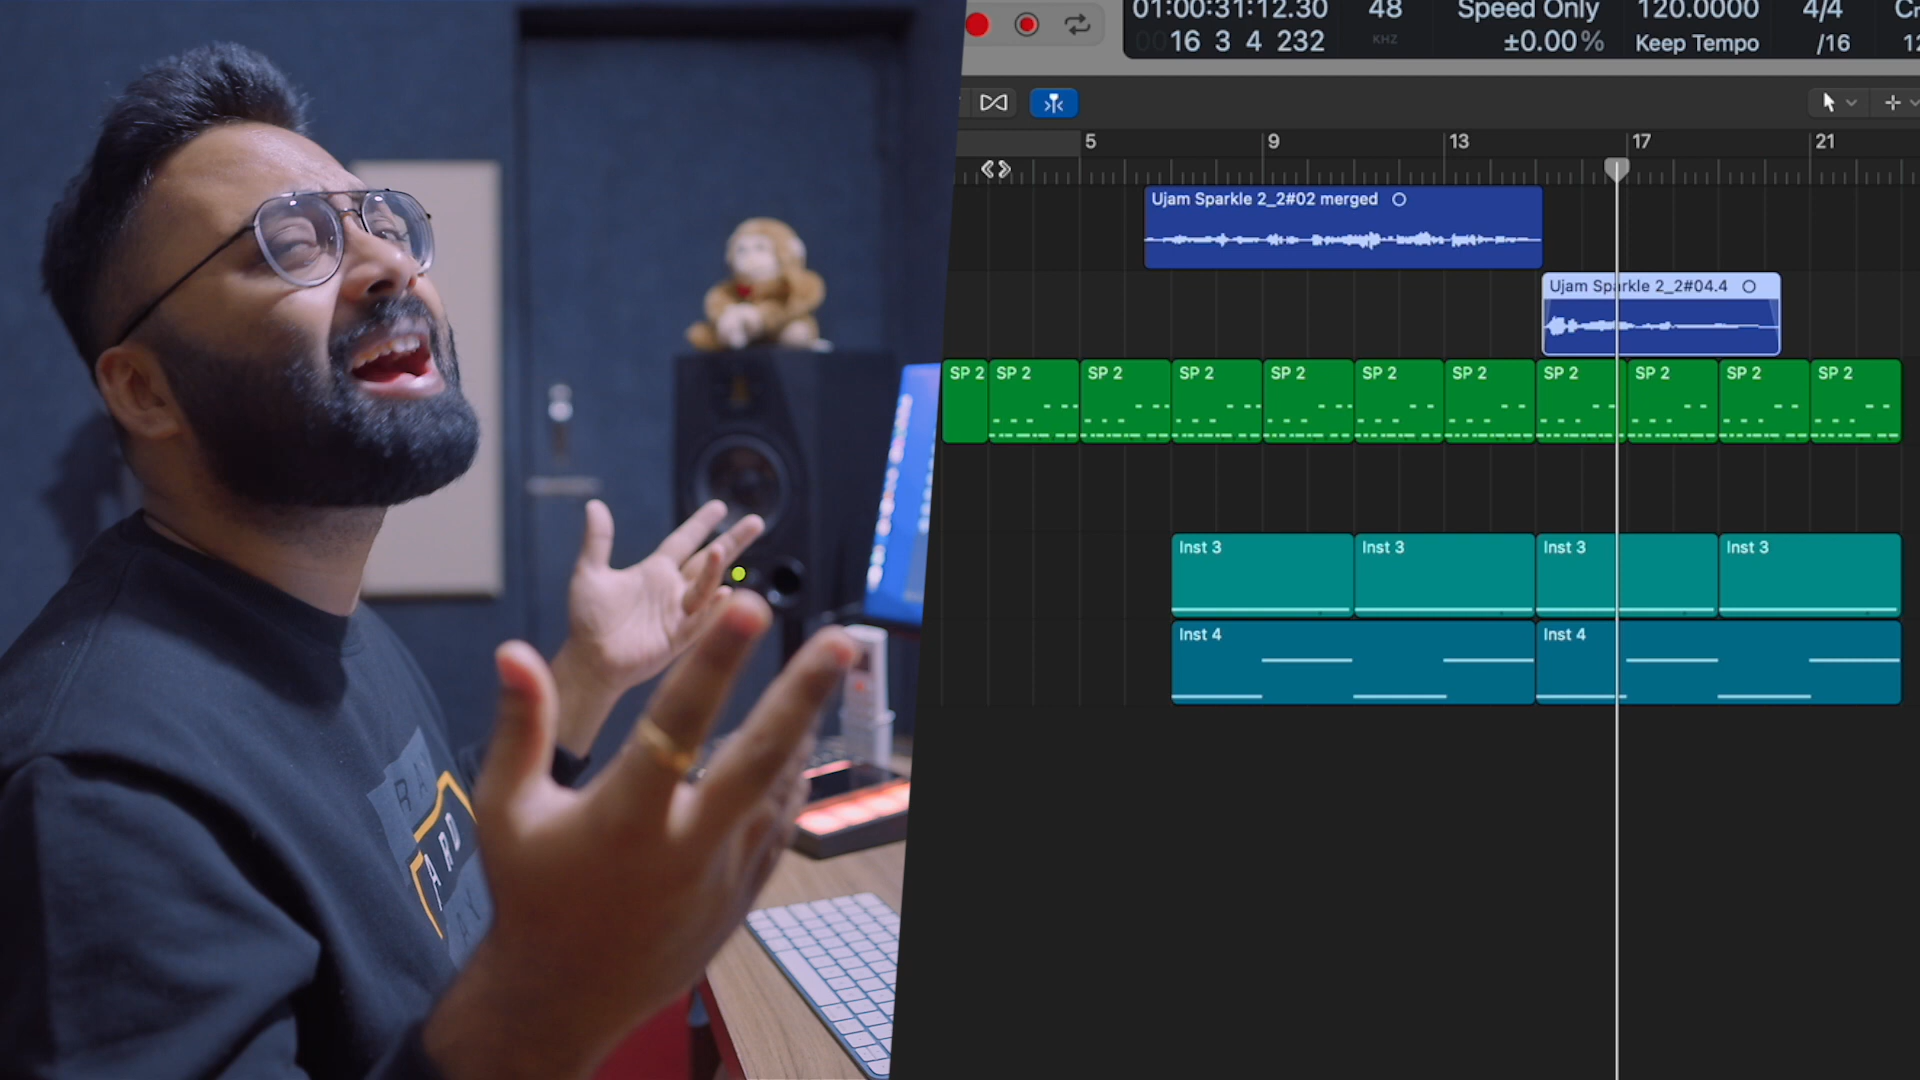 01:00:31:12.30 48 Speed Only 120.0000 4/4
0016 3 4 232 KHZ ±0.00% Keep Tempo /16
5 9 13 17 21
Ujam Sparkle 2_2#02 merged
Ujam Sparkle 2_2#04.4
SP 2 SP 2 SP 2 SP 2 SP 2 SP 2 SP 2 SP 2 SP 2 SP 2 SP 2
Inst 3 Inst 3 Inst 3 Inst 3
Inst 4 Inst 4